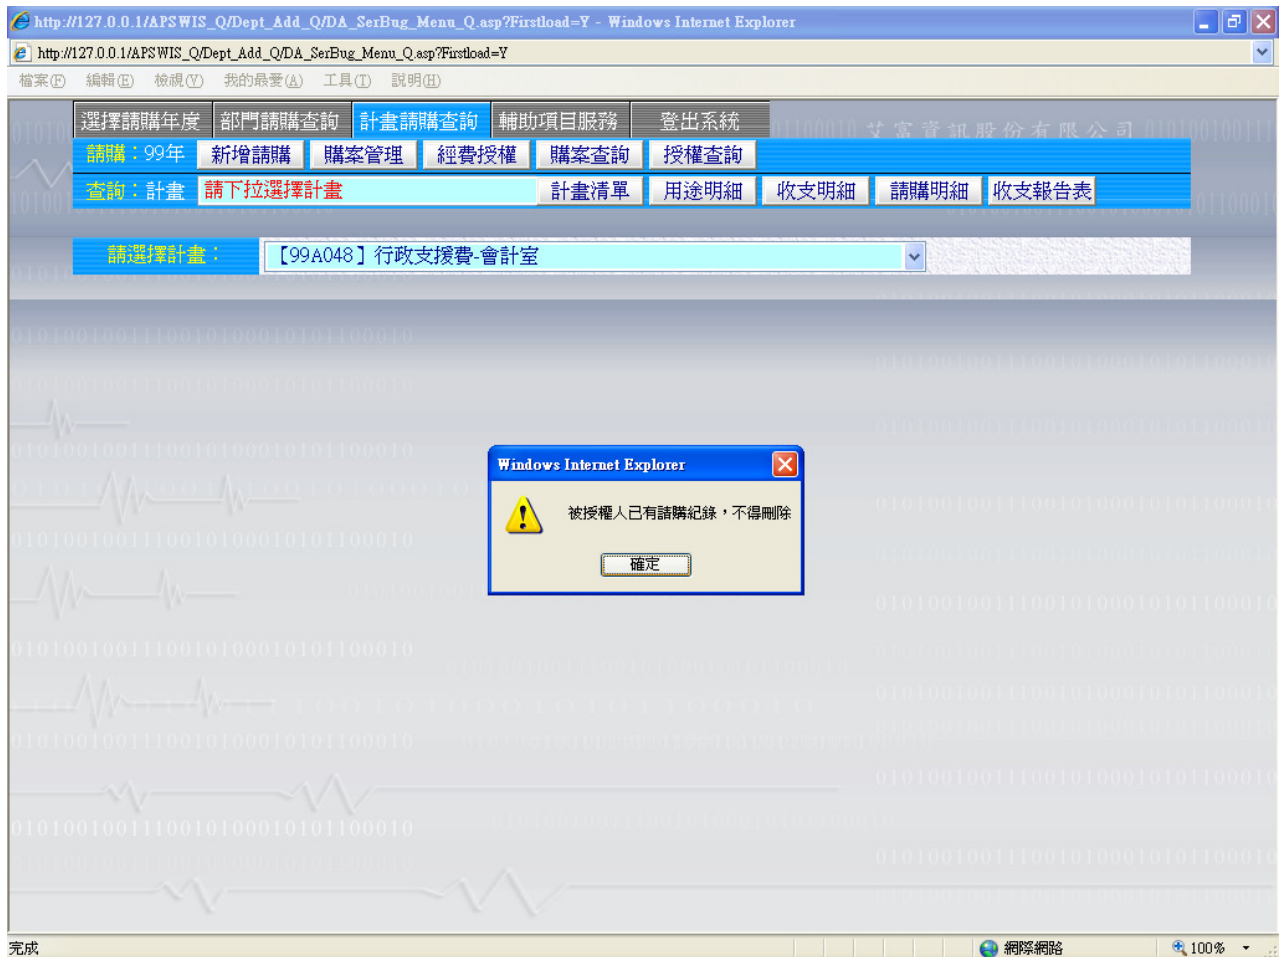 http://127.0.0.1/APSWIS_Q/Dept_Add_Q/DA_SerBug_Menu_Q.asp?Firstload=Y - Windows Internet Explorer
http://127.0.0.1/APSWIS_Q/Dept_Add_Q/DA_SerBug_Menu_Q.asp?Firstload=Y
檔案(F) 編輯(E) 檢視(V) 我的最愛(A) 工具(T) 說明(H)
選擇請購年度 部門請購查詢 計畫請購查詢 輔助項目服務 登出系統
艾富資訊股份有限公司
請購：99年 新增請購 購案管理 經費授權 購案查詢 授權查詢
查詢：計畫 請下拉選擇計畫 計畫清單 用途明細 收支明細 請購明細 收支報告表
請選擇計畫： 【99A048】行政支援費-會計室
Windows Internet Explorer
被授權人已有請購紀錄，不得刪除
確定
完成 網際網路 100%